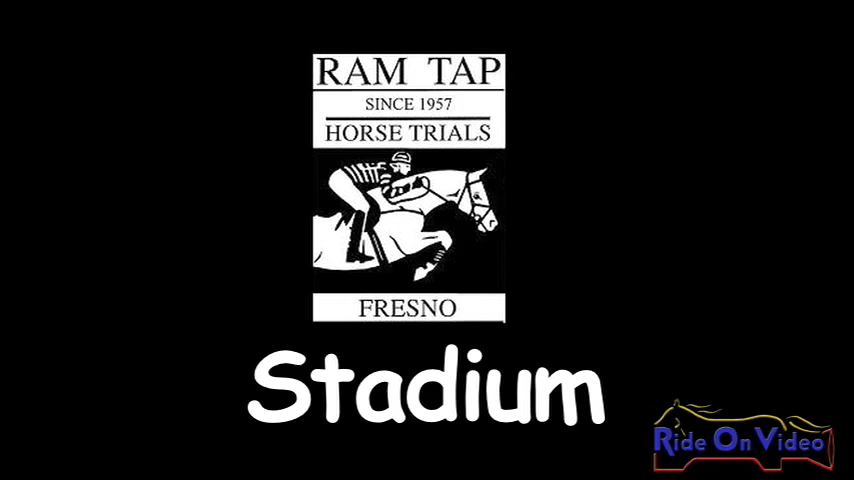 RAM TAP
SINCE 1957
HORSE TRIALS
FRESNO
Stadium
Ride On Video